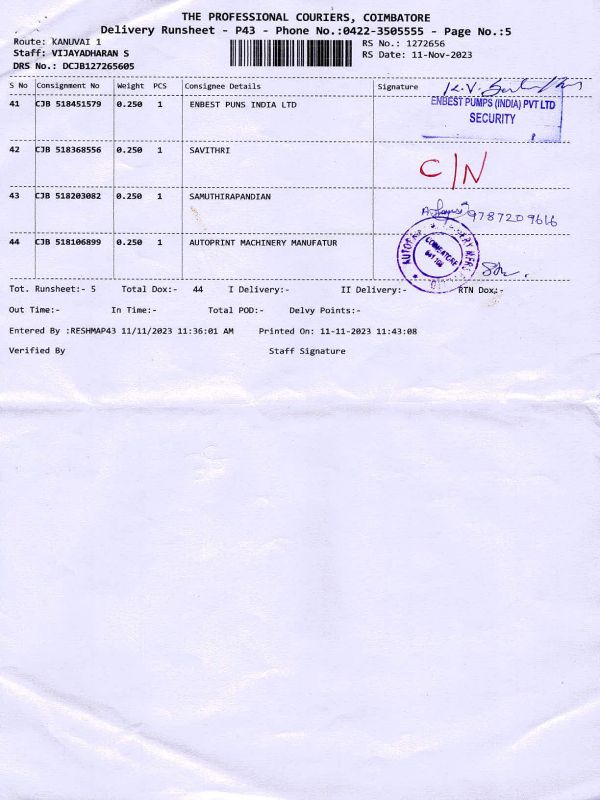 THE PROFESSIONAL COURIERS, COIMBATORE
Delivery Runsheet - P43 - Phone No.:0422-3505555 - Page No.:5
Route: KANUVAI 1
RS No.: 1272656
Staff: VIJAYADHARAN S
RS Date: 11-Nov-2023
DRS No.: DCJB127265605
S No Consignment No Weight PCS Consignee Details Signature
41 CJB 518451579 0.250 1 ENBEST PUNS INDIA LTD
K.V.
ENBEST PUMPS (INDIA) PVT LTD
SECURITY
42 CJB 518368556 0.250 1 SAVITHRI
C/N
43 CJB 518203082 0.250 1 SAMUTHIRAPANDIAN
9787209616
44 CJB 518106899 0.250 1 AUTOPRINT MACHINERY MANUFATUR
COIMBATORE
Tot. Runsheet:- 5 Total Dox:- 44 I Delivery:- II Delivery:- RTN Dox:-
Out Time:- In Time:- Total POD:- Delvy Points:-
Entered By :RESHMAP43 11/11/2023 11:36:01 AM Printed On: 11-11-2023 11:43:08
Verified By Staff Signature